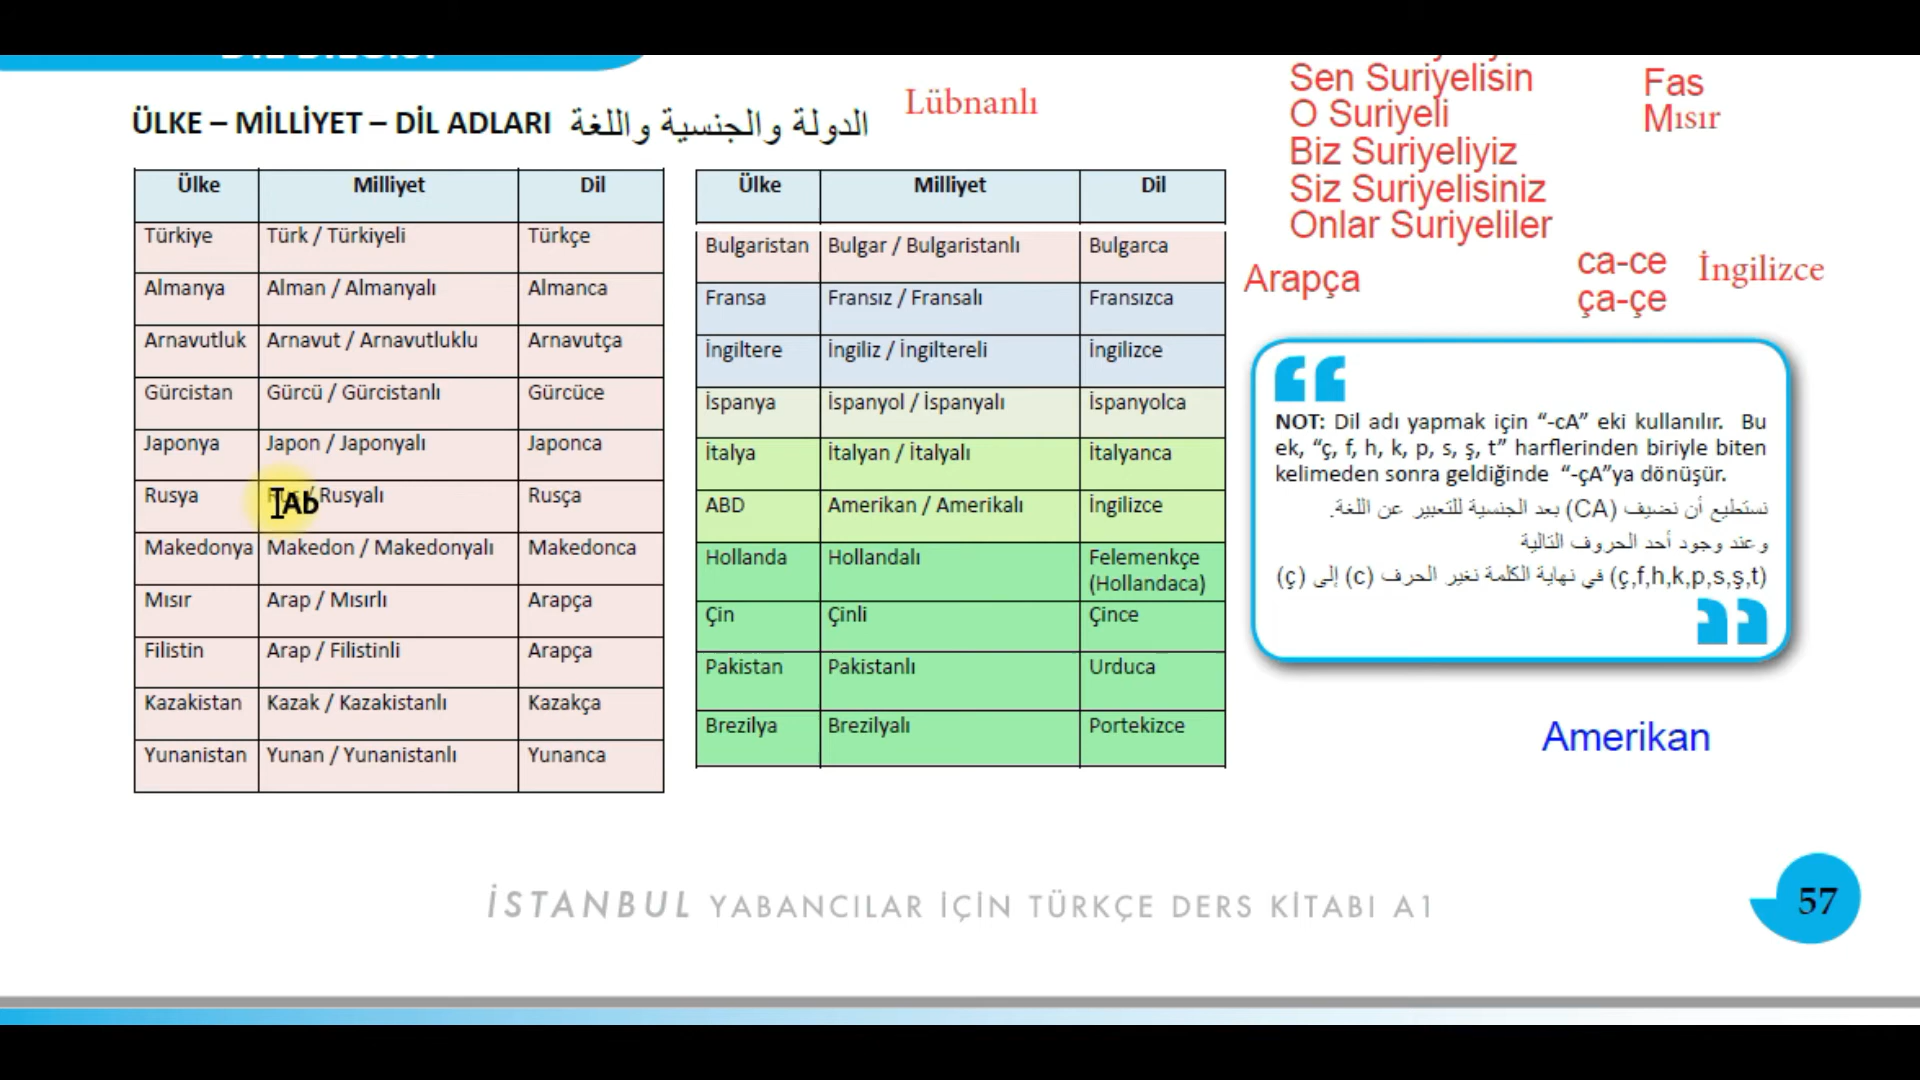 Sen Suriyelisin
O Suriyeli
Biz Suriyeliyiz
Siz Suriyelisiniz
Onlar Suriyeliler
Fas
Mısır
Lübnanlı
ÜLKE – MİLLİYET – DİL ADLARI الدولة والجنسية واللغة
Ülke Milliyet Dil
Türkiye Türk / Türkiyeli Türkçe
Almanya Alman / Almanyalı Almanca
Arnavutluk Arnavut / Arnavutluklu Arnavutça
Gürcistan Gürcü / Gürcistanlı Gürcüce
Japonya Japon / Japonyalı Japonca
Rusya / Rusyalı Rusça
Ab
Makedonya Makedon / Makedonyalı Makedonca
Mısır Arap / Mısırlı Arapça
Filistin Arap / Filistinli Arapça
Kazakistan Kazak / Kazakistanlı Kazakça
Yunanistan Yunan / Yunanistanlı Yunanca
Ülke Milliyet Dil
Bulgaristan Bulgar / Bulgaristanlı Bulgarca
Fransa Fransız / Fransalı Fransızca
İngiltere İngiliz / İngiltereli İngilizce
İspanya İspanyol / İspanyalı İspanyolca
İtalya İtalyan / İtalyalı İtalyanca
ABD Amerikan / Amerikalı İngilizce
Hollanda Hollandalı Felemenkçe
(Hollandaca)
Çin Çinli Çince
Pakistan Pakistanlı Urduca
Brezilya Brezilyalı Portekizce
Arapça
ca-ce
ça-çe
İngilizce
NOT: Dil adı yapmak için “-cA” eki kullanılır. Bu
ek, “ç, f, h, k, p, s, ş, t” harflerinden biriyle biten
kelimeden sonra geldiğinde “-çA”ya dönüşür.
نستطيع أن نضيف (CA) بعد الجنسية للتعبير عن اللغة.
وعند وجود أحد الحروف التالية
(ç,f,h,k,p,s,ş,t) في نهاية الكلمة نغير الحرف (c) إلى (ç)
Amerikan
İSTANBUL YABANCILAR İÇİN TÜRKÇE DERS KİTABI A1
57